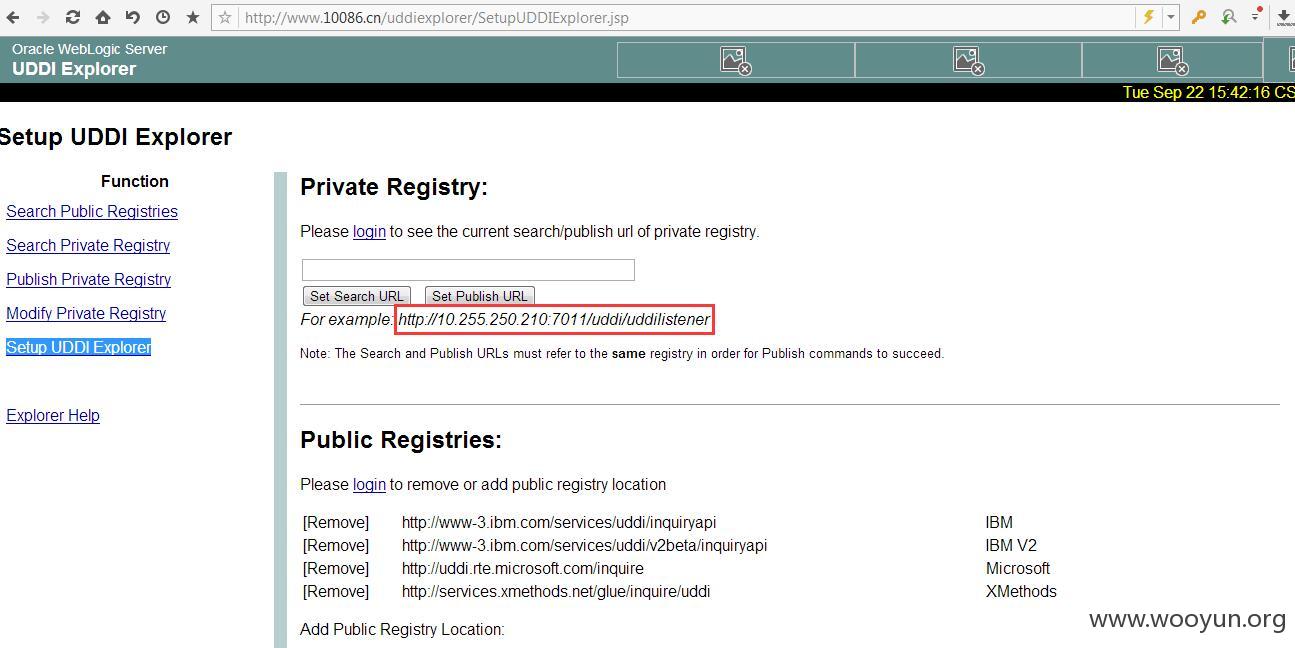 http://www.10086.cn/uddiexplorer/SetupUDDIExplorer.jsp
Oracle WebLogic Server
UDDI Explorer
Tue Sep 22 15:42:16 CS
Setup UDDI Explorer
Function
Search Public Registries
Search Private Registry
Publish Private Registry
Modify Private Registry
Setup UDDI Explorer
Explorer Help
Private Registry:
Please login to see the current search/publish url of private registry.
Set Search URL Set Publish URL
For example: http://10.255.250.210:7011/uddi/uddilistener
Note: The Search and Publish URLs must refer to the same registry in order for Publish commands to succeed.
Public Registries:
Please login to remove or add public registry location
[Remove] http://www-3.ibm.com/services/uddi/inquiryapi IBM
[Remove] http://www-3.ibm.com/services/uddi/v2beta/inquiryapi IBM V2
[Remove] http://uddi.rte.microsoft.com/inquire Microsoft
[Remove] http://services.xmethods.net/glue/inquire/uddi XMethods
Add Public Registry Location:
www.wooyun.org